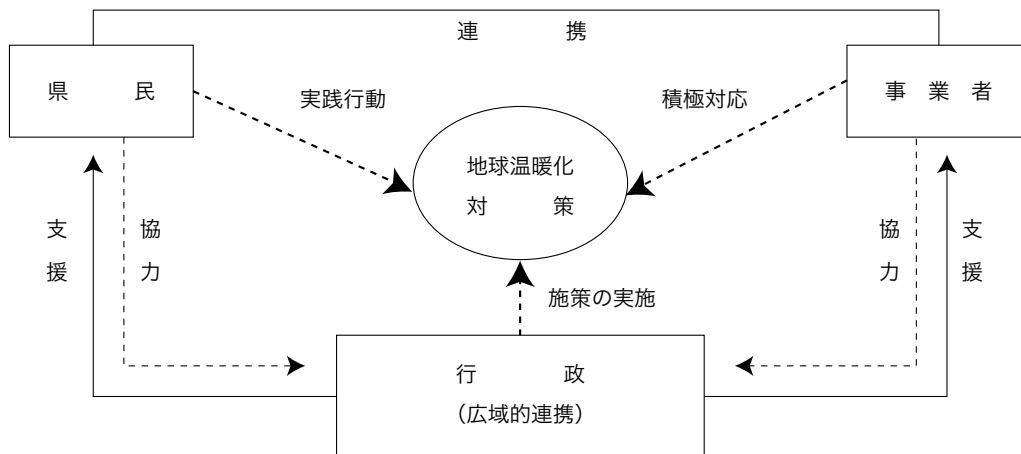 連携
県民
事業者
実践行動
積極対応
地球温暖化
対策
支援
協力
協力
支援
施策の実施
行政
（広域的連携）